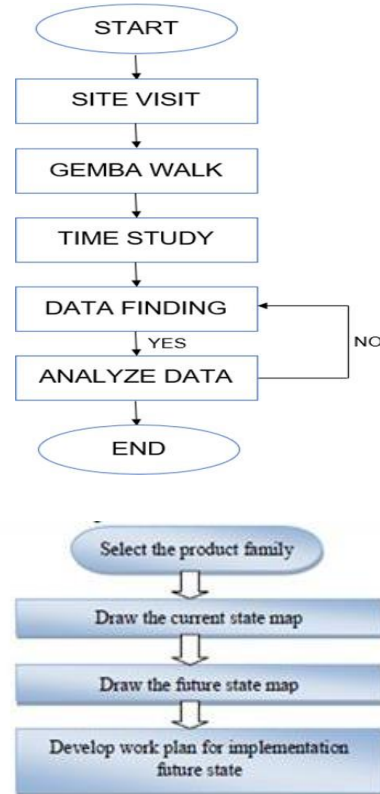 START
SITE VISIT
GEMBA WALK
TIME STUDY
DATA FINDING
YES
NO
ANALYZE DATA
END
Select the product family
Draw the current state map
Draw the future state map
Develop work plan for implementation
future state